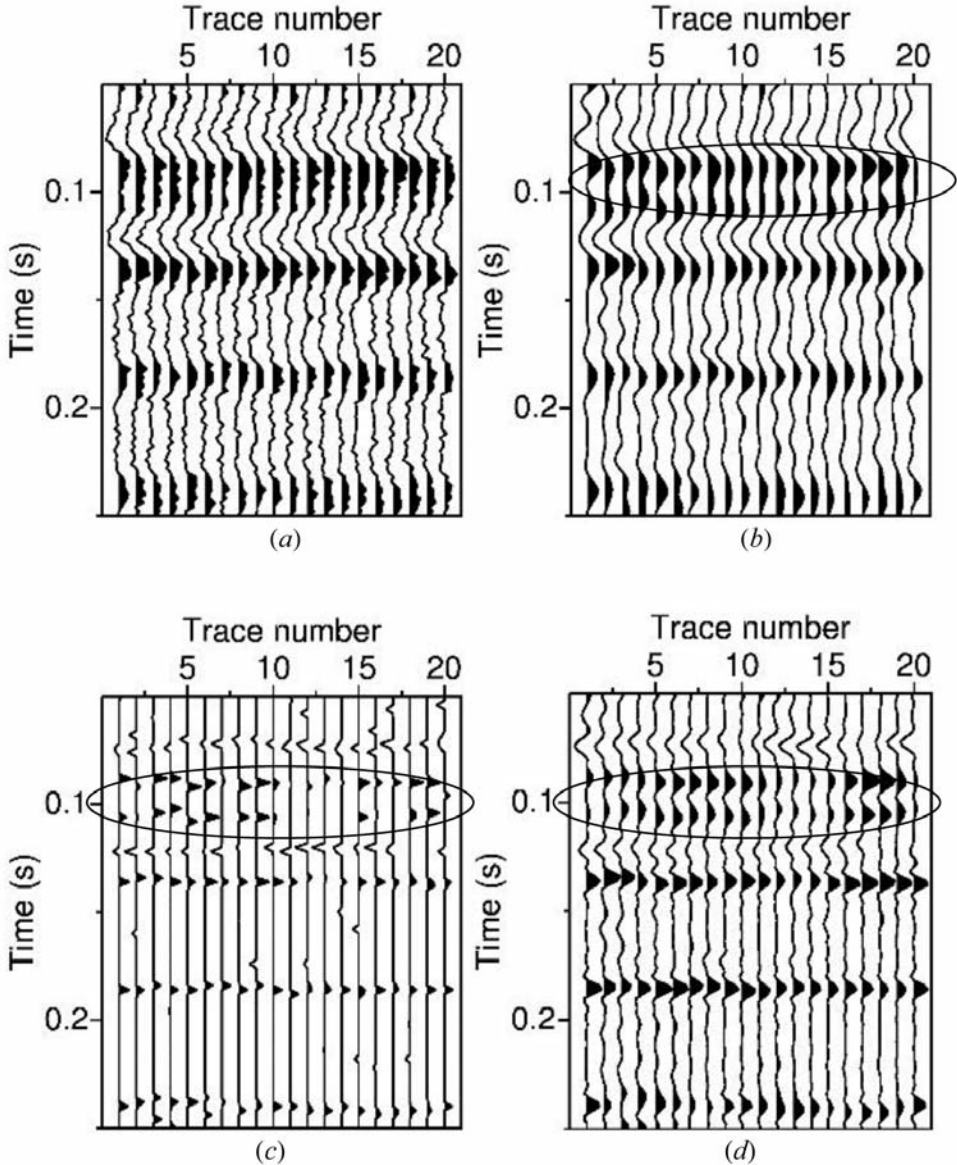 Trace number
5 10 15 20
0.1
0.2
Time (s)
(a)
Trace number
5 10 15 20
0.1
0.2
Time (s)
(b)
Trace number
5 10 15 20
0.1
0.2
Time (s)
(c)
Trace number
5 10 15 20
0.1
0.2
Time (s)
(d)